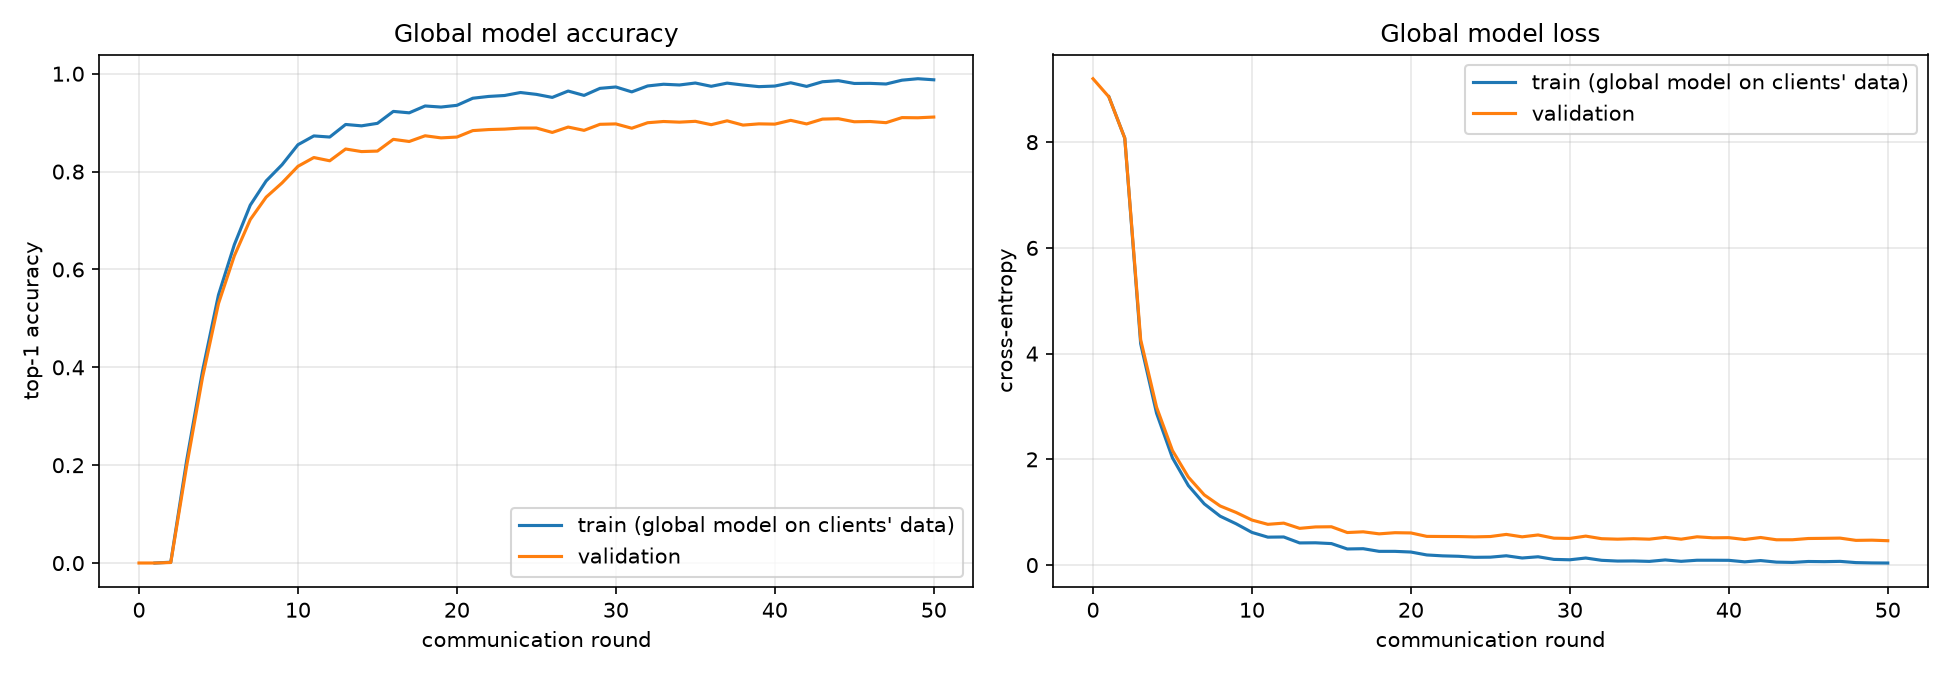 Global model accuracy
top-1 accuracy
1.0
0.8
0.6
0.4
0.2
0.0
train (global model on clients' data)
validation
0 10 20 30 40 50
communication round
Global model loss
cross-entropy
8
6
4
2
0
train (global model on clients' data)
validation
0 10 20 30 40 50
communication round